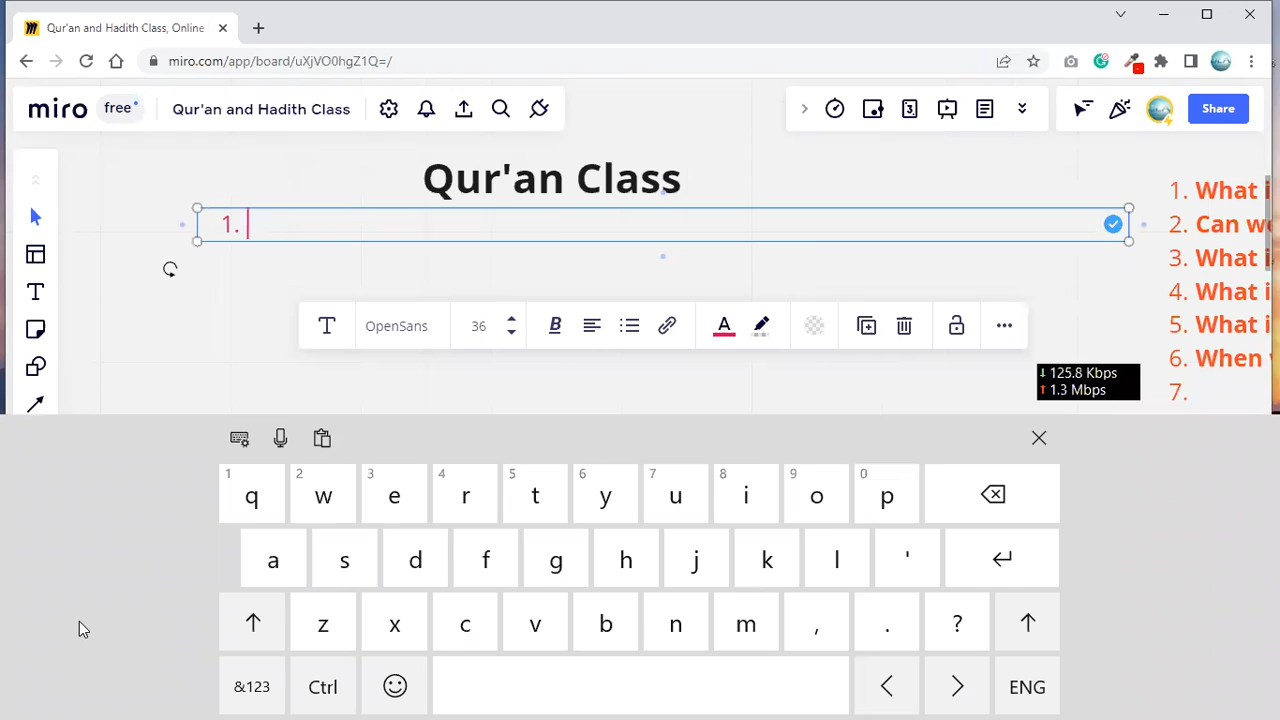 Qur'an and Hadith Class, Online
miro.com/app/board/uXjVO0hgZ1Q=/
miro free Qur'an and Hadith Class
Share
Qur'an Class
1.
1. What i
2. Can we
3. What i
4. What i
5. What i
6. When w
7.
OpenSans 36 B A
↓ 125.8 Kbps
↑ 1.3 Mbps
1 2 3 4 5 6 7 8 9 0
q w e r t y u i o p
a s d f g h j k l '
z x c v b n m , . ?
&123 Ctrl ENG